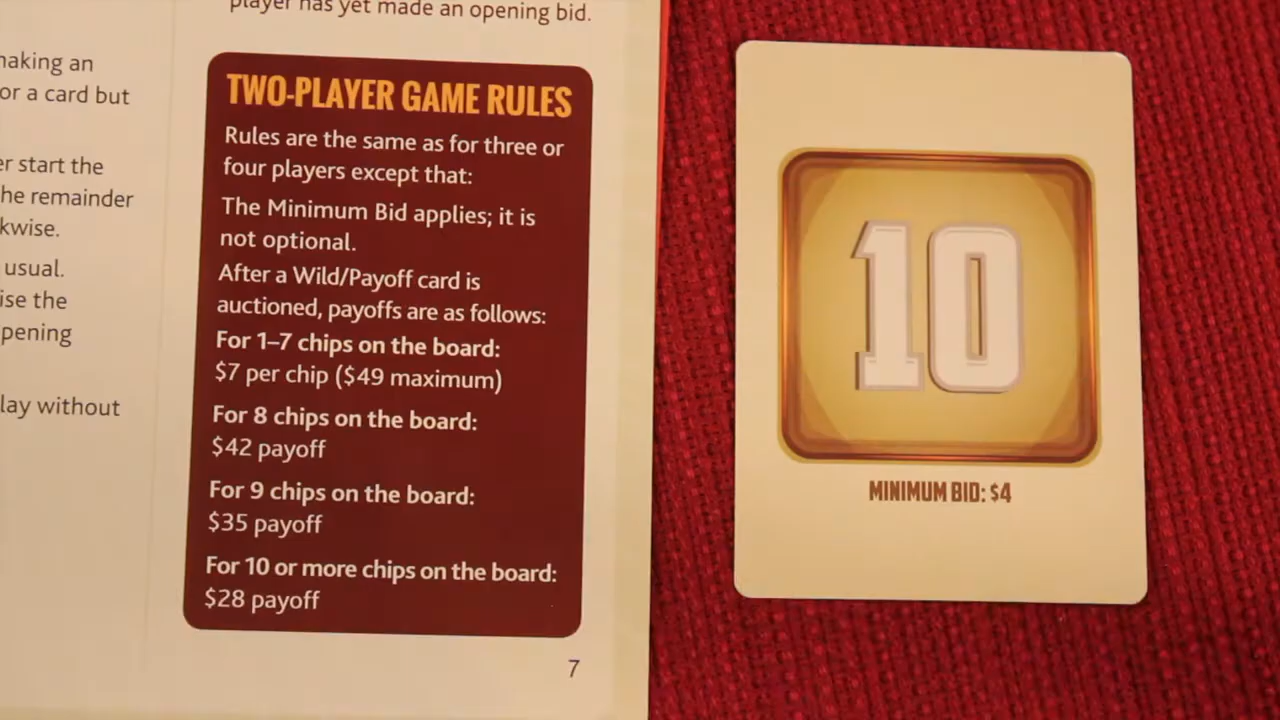 player has yet made an opening bid.
making an
or a card but
er start the
he remainder
kwise.
usual.
ise the
pening
lay without
TWO-PLAYER GAME RULES
Rules are the same as for three or
four players except that:
The Minimum Bid applies; it is
not optional.
After a Wild/Payoff card is
auctioned, payoffs are as follows:
For 1–7 chips on the board:
$7 per chip ($49 maximum)
For 8 chips on the board:
$42 payoff
For 9 chips on the board:
$35 payoff
For 10 or more chips on the board:
$28 payoff
7
10
MINIMUM BID: $4